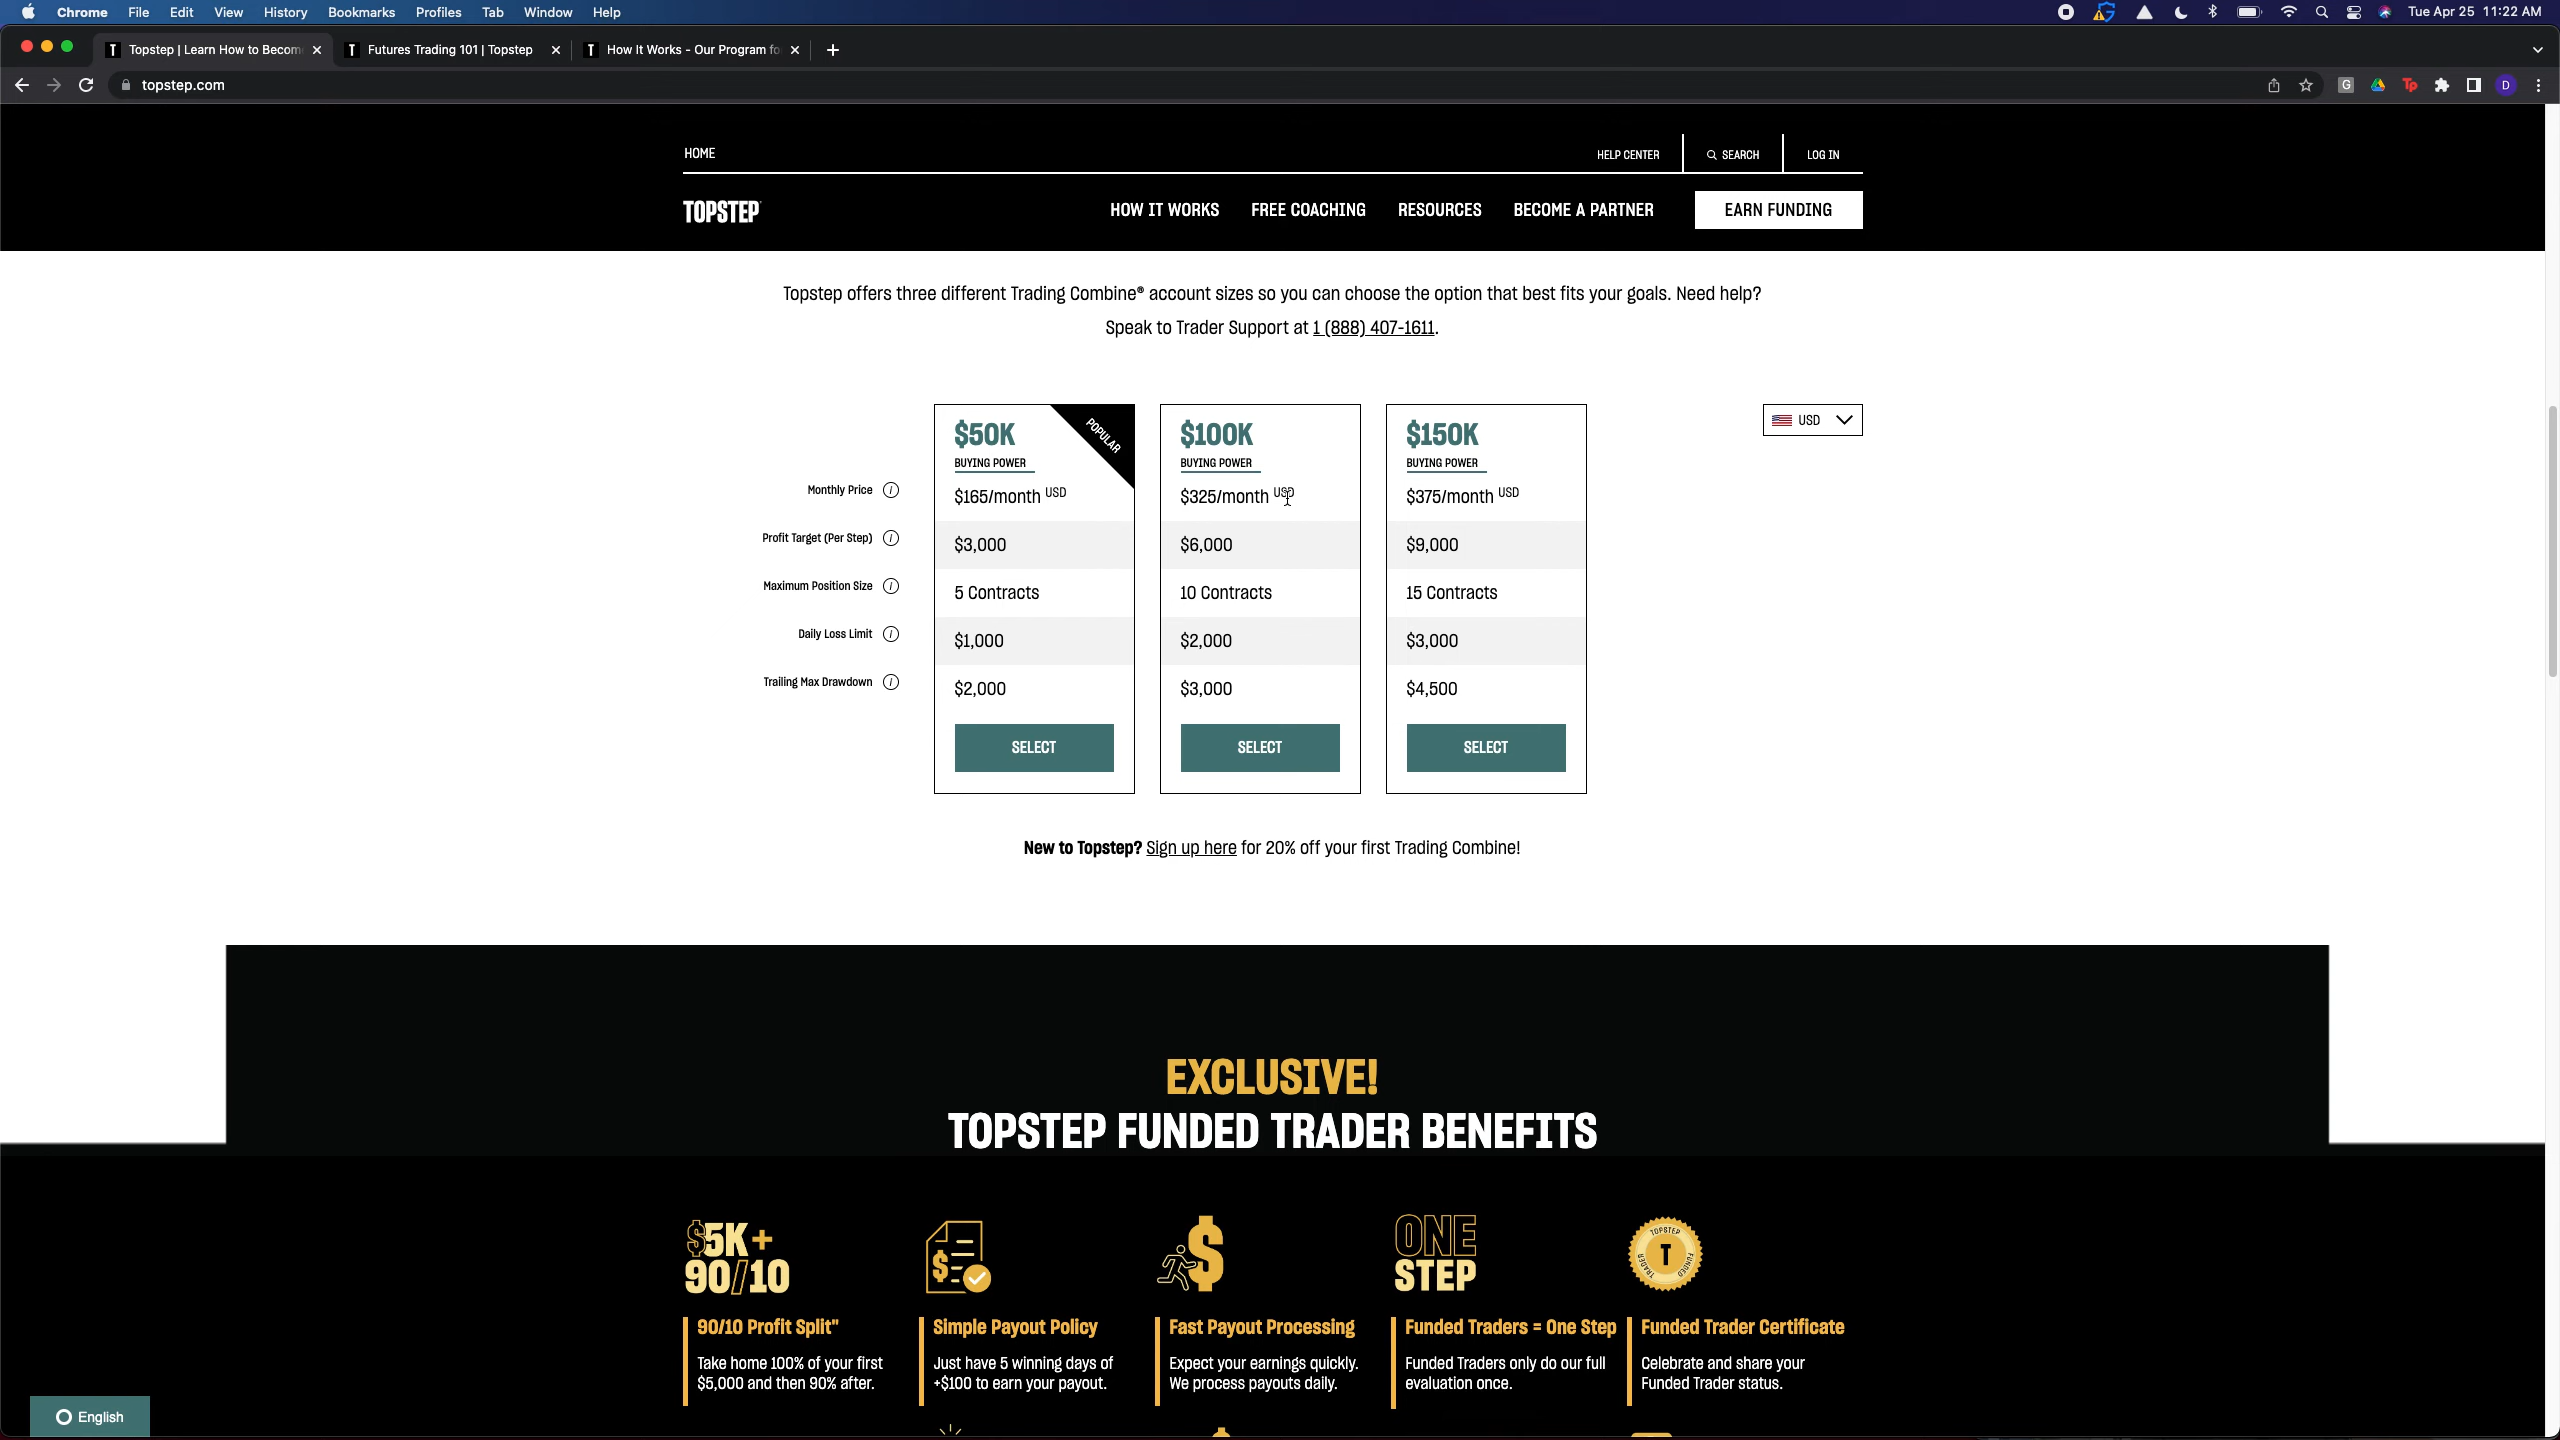 Chrome File Edit View History Bookmarks Profiles Tab Window Help
Tue Apr 25 11:22 AM
Topstep | Learn How to Becom
Futures Trading 101 | Topstep
How It Works - Our Program fo
topstep.com
G
Tp
D
HOME
HELP CENTER
SEARCH
LOG IN
TOPSTEP
HOW IT WORKS
FREE COACHING
RESOURCES
BECOME A PARTNER
EARN FUNDING
Topstep offers three different Trading Combine® account sizes so you can choose the option that best fits your goals. Need help?
Speak to Trader Support at 1 (888) 407-1611.
USD
$50K
POPULAR
$100K
$150K
BUYING POWER
BUYING POWER
BUYING POWER
Monthly Price
$165/month USD
$325/month USD
$375/month USD
Profit Target (Per Step)
$3,000
$6,000
$9,000
Maximum Position Size
5 Contracts
10 Contracts
15 Contracts
Daily Loss Limit
$1,000
$2,000
$3,000
Trailing Max Drawdown
$2,000
$3,000
$4,500
SELECT
SELECT
SELECT
New to Topstep? Sign up here for 20% off your first Trading Combine!
EXCLUSIVE!
TOPSTEP FUNDED TRADER BENEFITS
$5K+
90/10
90/10 Profit Split"
Take home 100% of your first
$5,000 and then 90% after.
$
Simple Payout Policy
Just have 5 winning days of
+$100 to earn your payout.
$
Fast Payout Processing
Expect your earnings quickly.
We process payouts daily.
ONE
STEP
Funded Traders = One Step
Funded Traders only do our full
evaluation once.
TOPSTEP
T
FUNDED
TRADER
Funded Trader Certificate
Celebrate and share your
Funded Trader status.
English